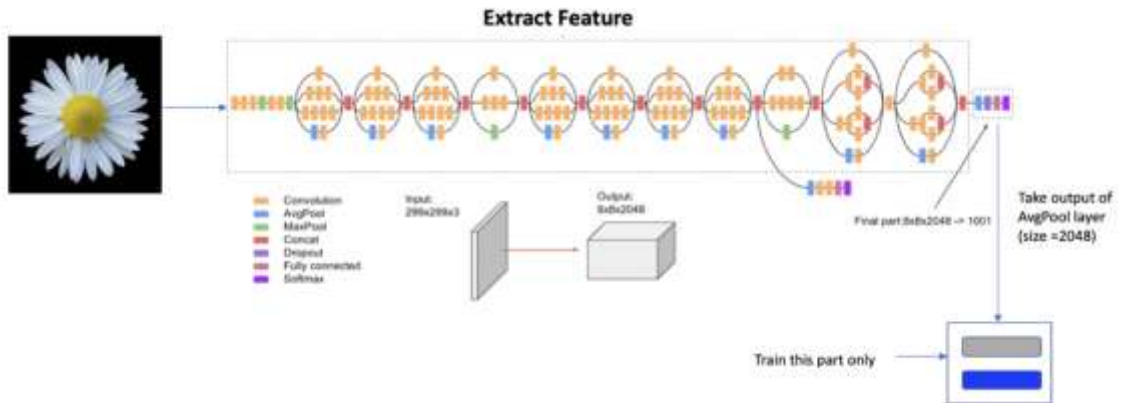 Extract Feature
Convolution
AvgPool
MaxPool
Concat
Dropout
Fully connected
Softmax
Input:
299x299x3
Output:
8x8x2048
Final part:8x8x2048 -> 1001
Take output of
AvgPool layer
(size =2048)
Train this part only